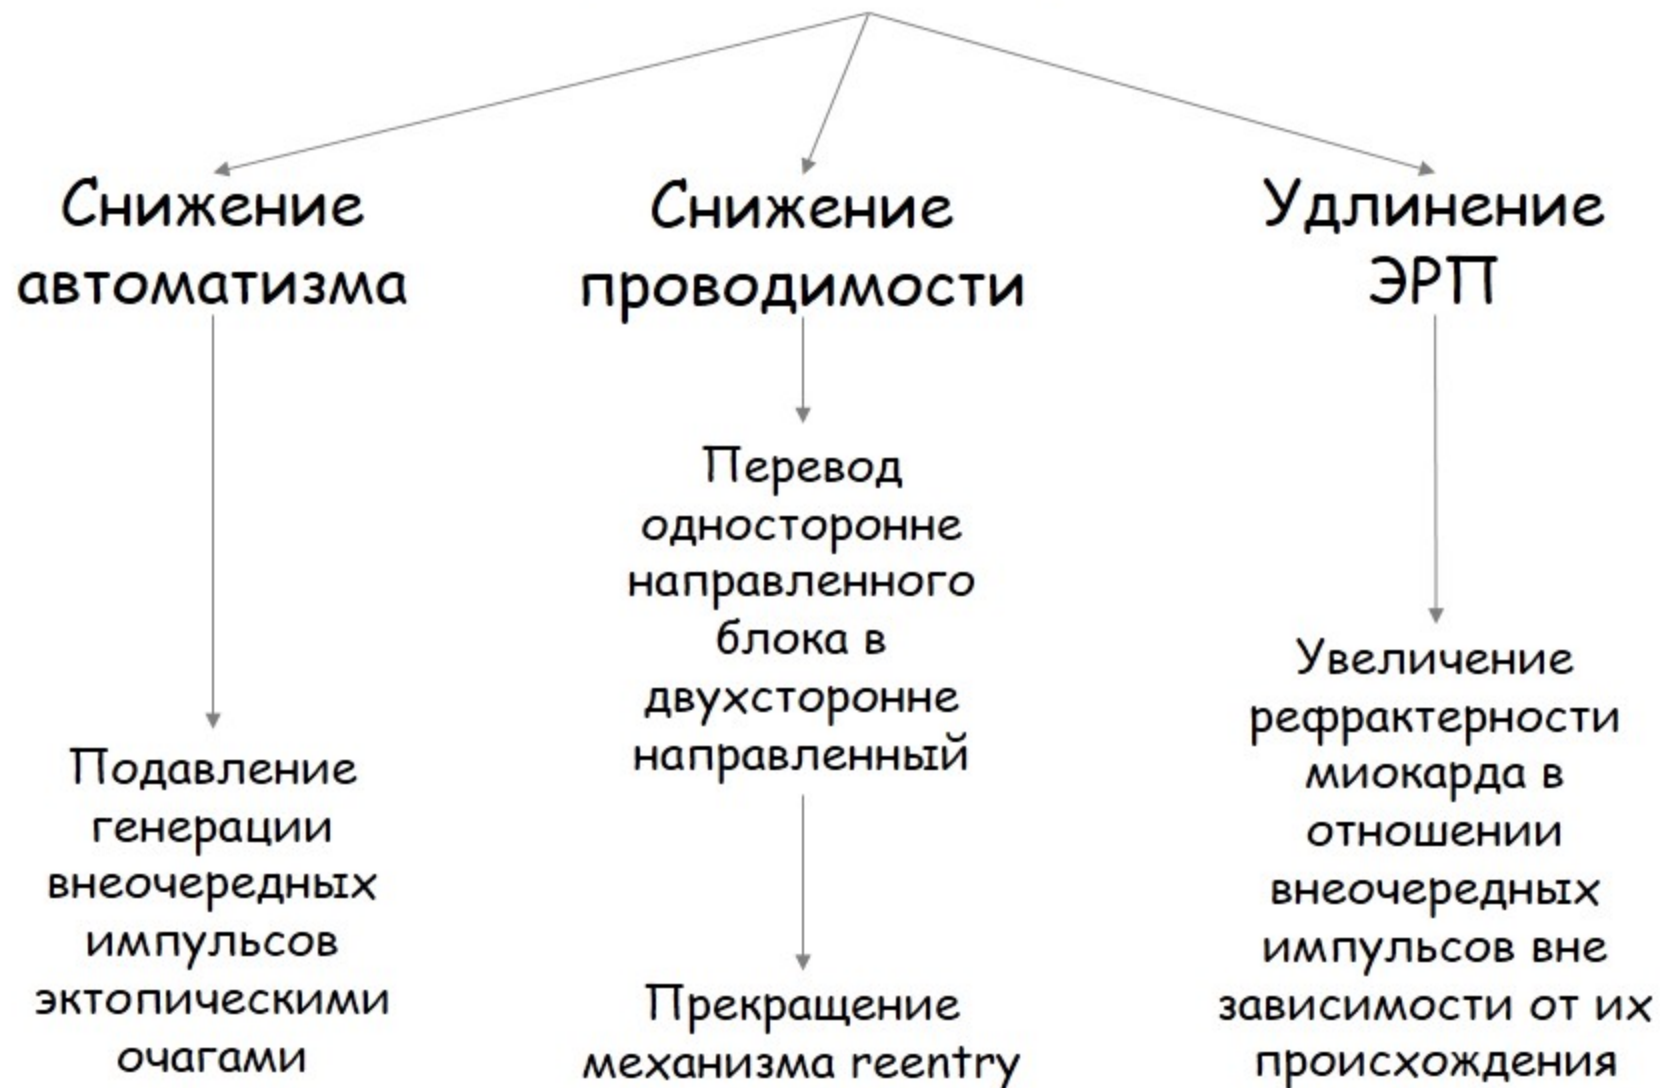 Снижение
автоматизма
Подавление
генерации
внеочередных
импульсов
эктопическими
очагами
Снижение
проводимости
Перевод
односторонне
направленного
блока в
двухсторонне
направленный
Прекращение
механизма reentry
Удлинение
ЭРП
Увеличение
рефрактерности
миокарда в
отношении
внеочередных
импульсов вне
зависимости от их
происхождения